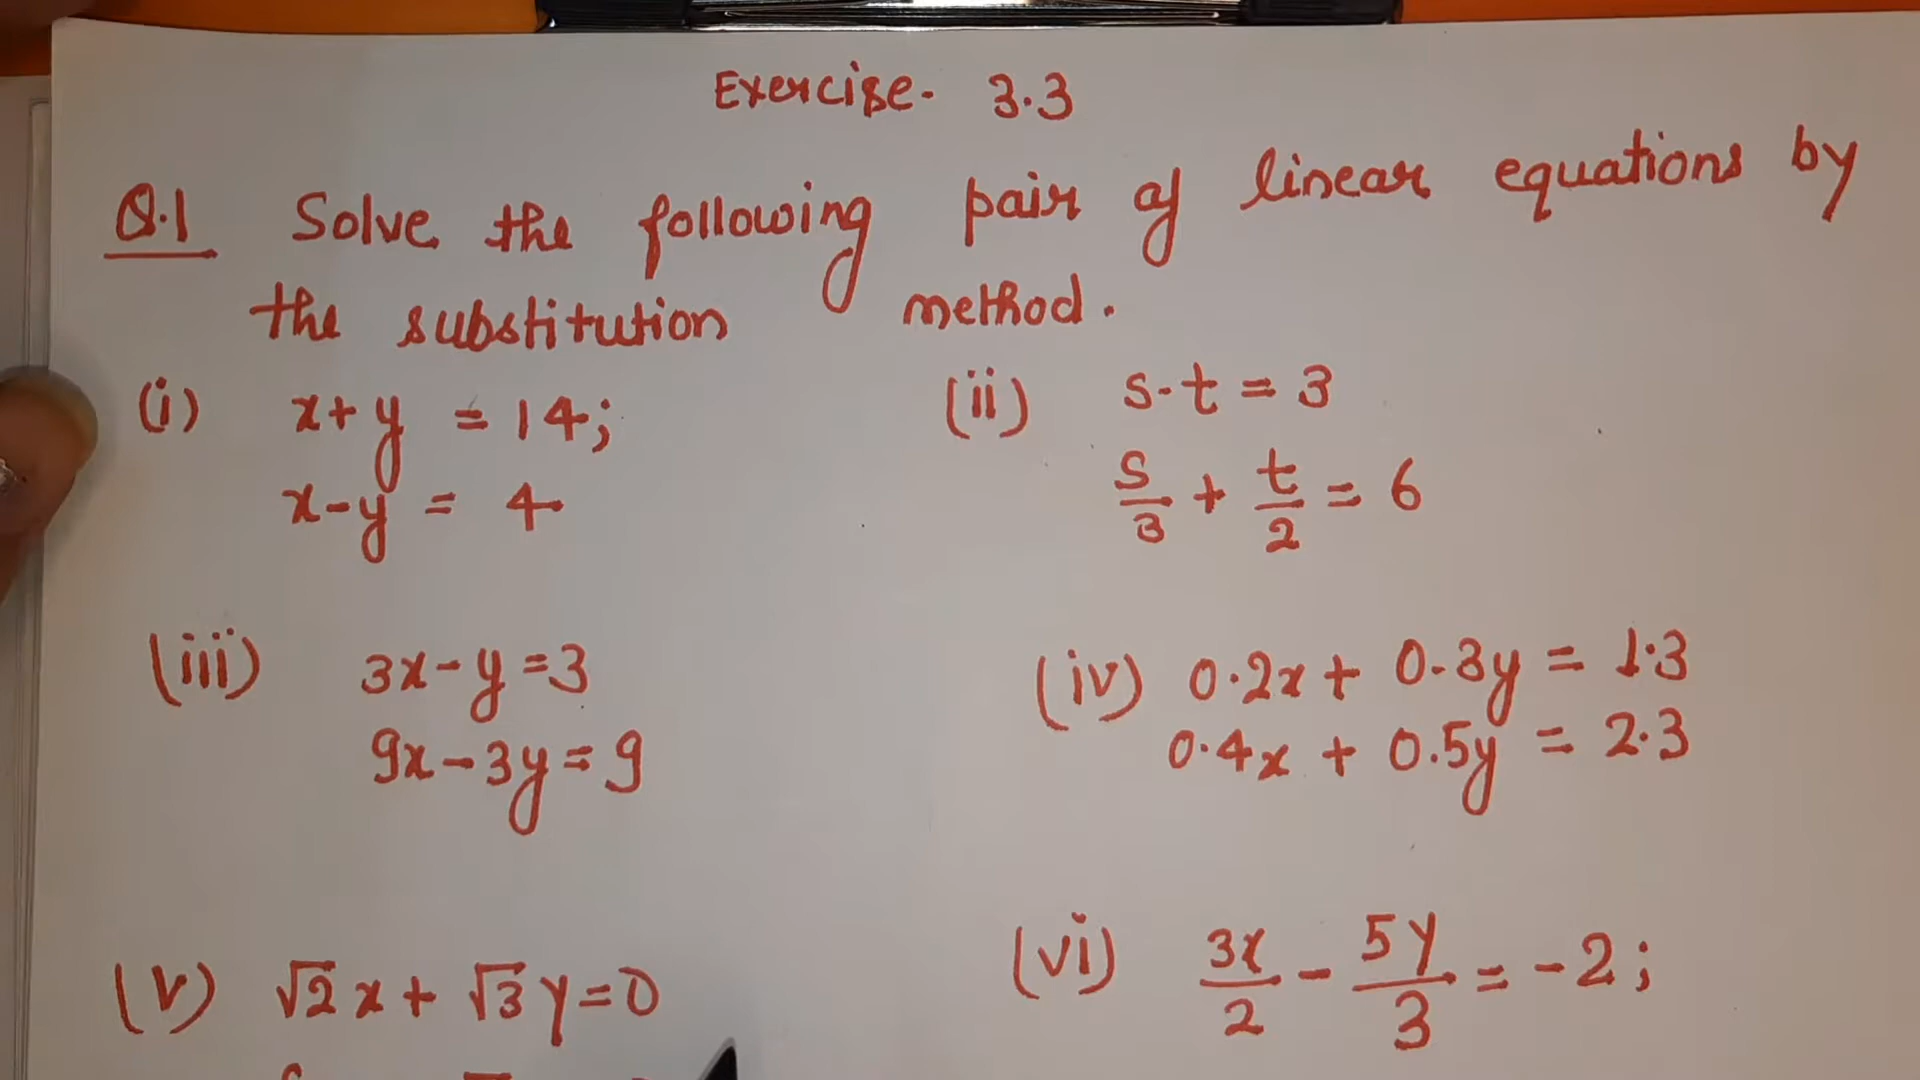 Exercise- 3.3
Q.1 Solve the following pair of linear equations by
the substitution method.
(i) x+y = 14;
x-y = 4
(ii) s-t = 3
s/3 + t/2 = 6
(iii) 3x-y=3
9x-3y=9
(iv) 0.2x + 0.3y = 1.3
0.4x + 0.5y = 2.3
(v) √2x + √3y=0
(vi) 3x/2 - 5y/3 = -2;